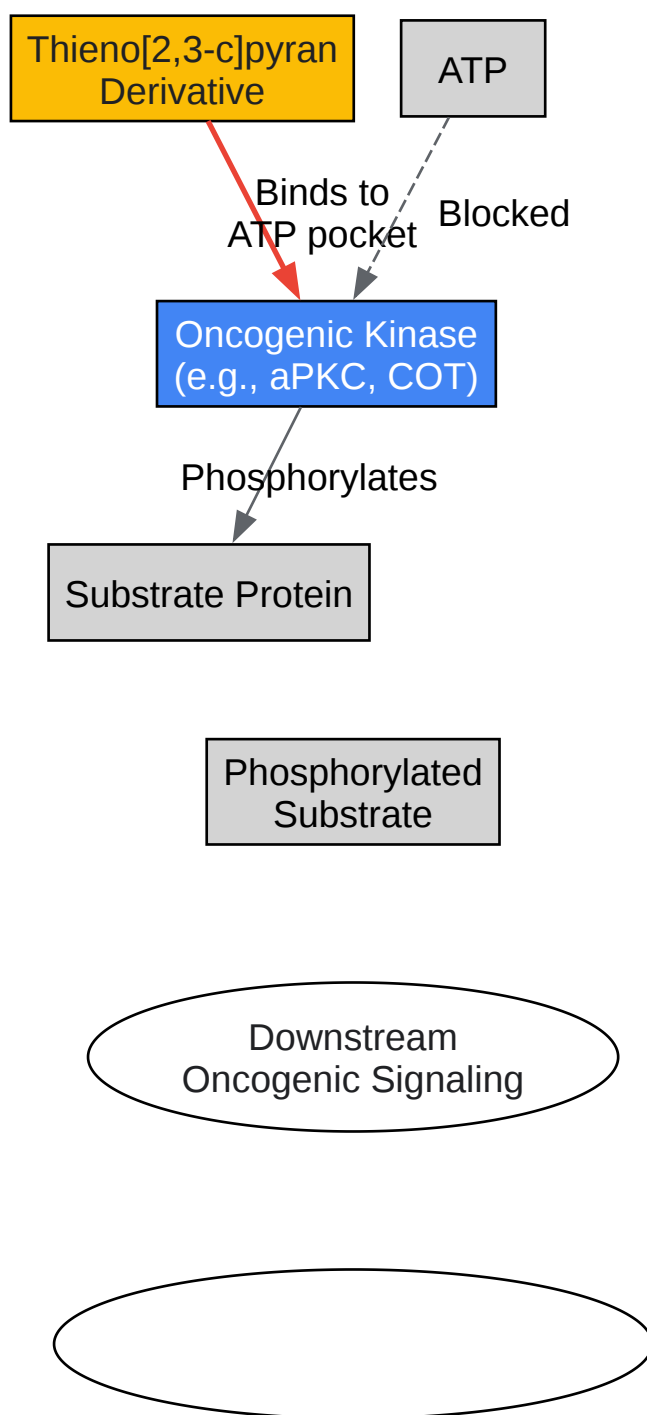 Thieno[2,3-c]pyran
Derivative
ATP
Binds to
ATP pocket
Blocked
Oncogenic Kinase
(e.g., aPKC, COT)
Phosphorylates
Substrate Protein
Phosphorylated
Substrate
Downstream
Oncogenic Signaling